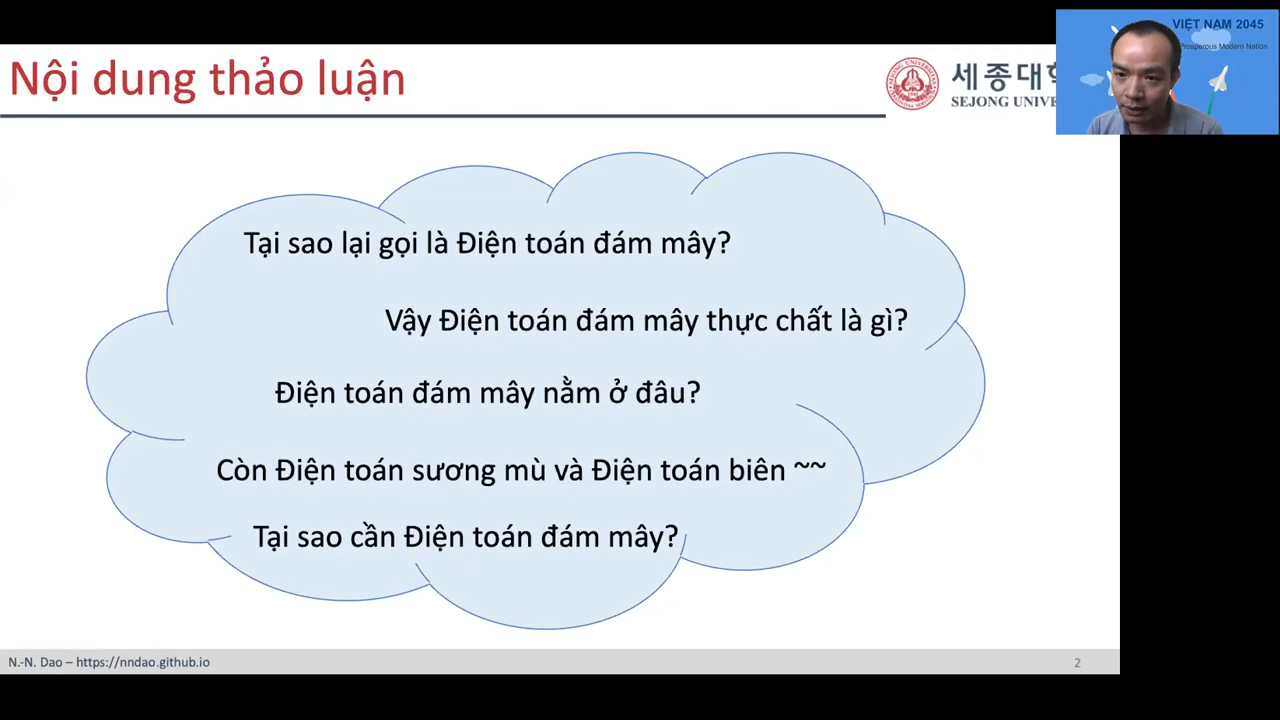 Nội dung thảo luận
세종대
SEJONG UNIVE
VIỆT NAM 2045
Prosperous Modern Nation
Tại sao lại gọi là Điện toán đám mây?
Vậy Điện toán đám mây thực chất là gì?
Điện toán đám mây nằm ở đâu?
Còn Điện toán sương mù và Điện toán biên ~~
Tại sao cần Điện toán đám mây?
N.-N. Dao – https://nndao.github.io
2